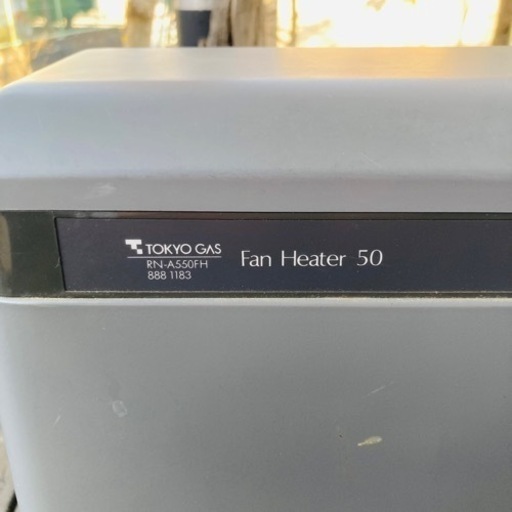 TOKYO GAS
RN-A550FH
888 1183
Fan Heater 50